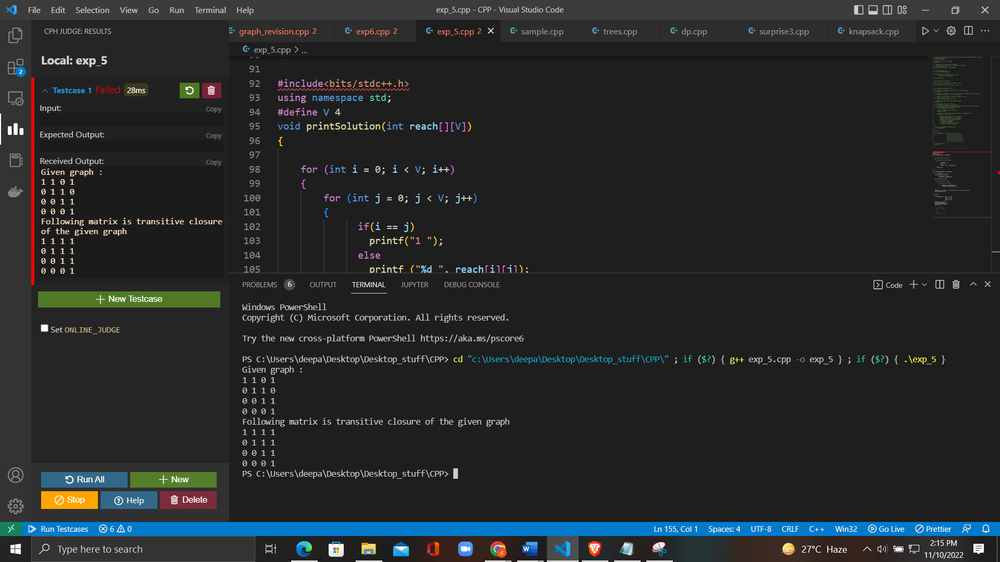 File Edit Selection View Go Run Terminal Help
exp_5.cpp - CPP - Visual Studio Code
CPH JUDGE: RESULTS
graph_revision.cpp 2
exp6.cpp 2
exp_5.cpp 2
sample.cpp
trees.cpp
dp.cpp
surprise3.cpp
knapsack.cpp
exp_5.cpp > ...
2
Local: exp_5
Testcase 1 Failed 28ms
Input:
Copy
Expected Output:
Copy
Received Output:
Copy
Given graph :
1 1 0 1
0 1 1 0
0 0 1 1
0 0 0 1
Following matrix is transitive closure
of the given graph
1 1 1 1
0 1 1 1
0 0 1 1
0 0 0 1
+ New Testcase
Set ONLINE_JUDGE
Run All
+ New
Stop
Help
Delete
91
92 #include<bits/stdc++.h>
93 using namespace std;
94 #define V 4
95 void printSolution(int reach[][V])
96 {
97
98 for (int i = 0; i < V; i++)
99 {
100 for (int j = 0; j < V; j++)
101 {
102 if(i == j)
103 printf("1 ");
104 else
105 printf ("%d ", reach[i][j]);
PROBLEMS 6 OUTPUT TERMINAL JUPYTER DEBUG CONSOLE
Code
Windows PowerShell
Copyright (C) Microsoft Corporation. All rights reserved.
Try the new cross-platform PowerShell https://aka.ms/pscore6
PS C:\Users\deepa\Desktop\Desktop_stuff\CPP> cd "c:\Users\deepa\Desktop\Desktop_stuff\CPP\" ; if ($?) { g++ exp_5.cpp -o exp_5 } ; if ($?) { .\exp_5 }
Given graph :
1 1 0 1
0 1 1 0
0 0 1 1
0 0 0 1
Following matrix is transitive closure of the given graph
1 1 1 1
0 1 1 1
0 0 1 1
0 0 0 1
PS C:\Users\deepa\Desktop\Desktop_stuff\CPP>
Run Testcases 6 0
Ln 155, Col 1 Spaces: 4 UTF-8 CRLF C++ Win32 Go Live Prettier
Type here to search
27°C Haze
2:15 PM
11/10/2022